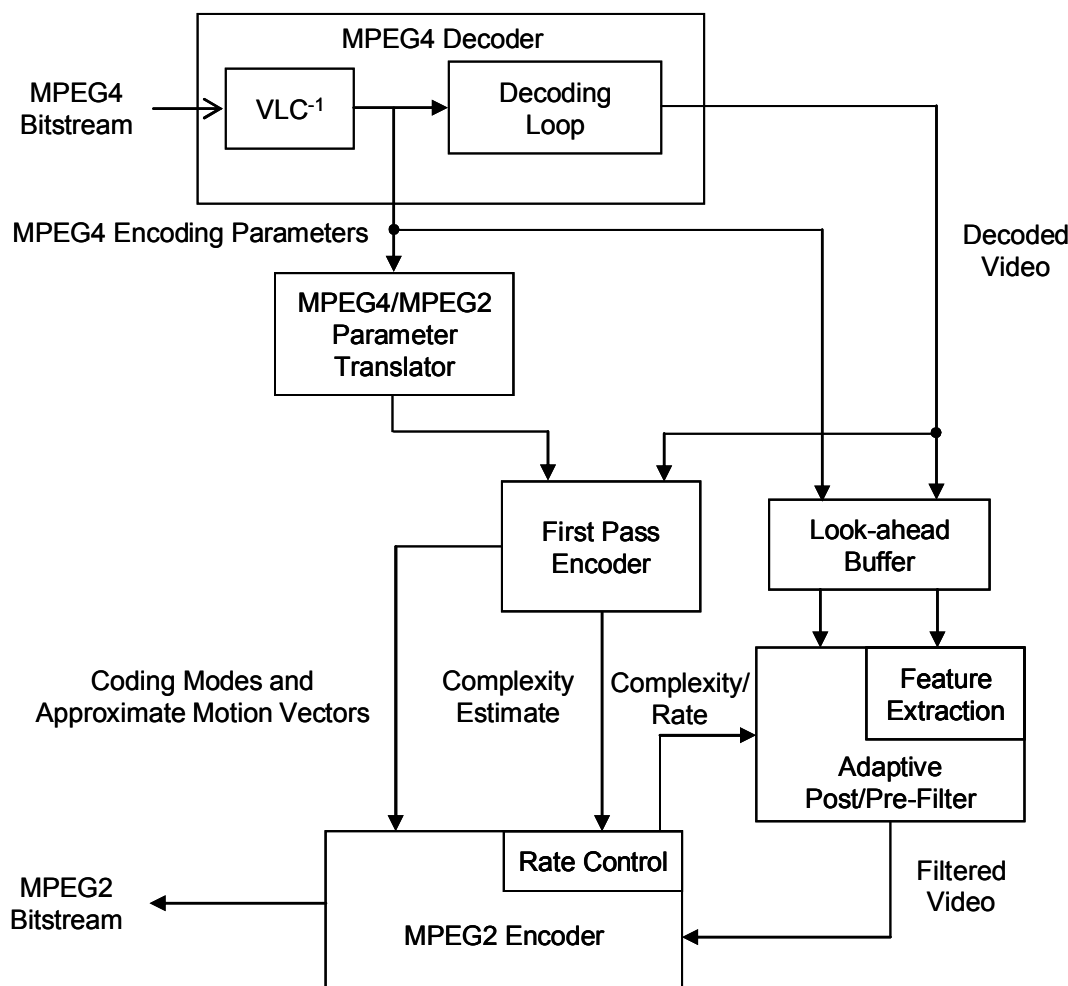 MPEG4 Decoder
MPEG4
Bitstream
VLC-1
Decoding
Loop
MPEG4 Encoding Parameters
Decoded
Video
MPEG4/MPEG2
Parameter
Translator
First Pass
Encoder
Look-ahead
Buffer
Coding Modes and
Approximate Motion Vectors
Complexity
Estimate
Complexity/
Rate
Feature
Extraction
Adaptive
Post/Pre-Filter
Rate Control
MPEG2 Encoder
Filtered
Video
MPEG2
Bitstream